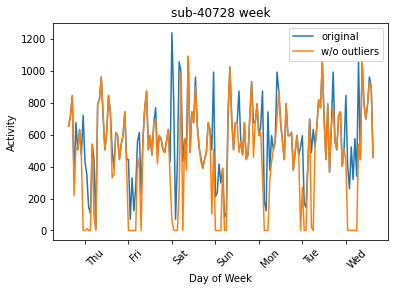 sub-40728 week
original
w/o outliers
Activity
1200
1000
800
600
400
200
0
Thu
Fri
Sat
Sun
Mon
Tue
Wed
Day of Week